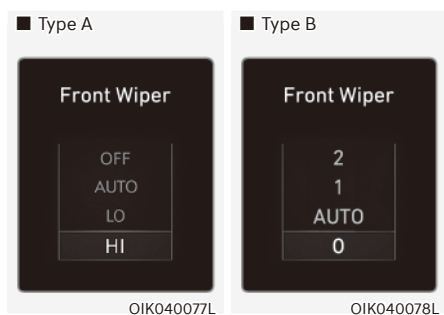 ■ Type A
Front Wiper
OFF
AUTO
LO
HI
OIK040077L
■ Type B
Front Wiper
2
1
AUTO
0
OIK040078L